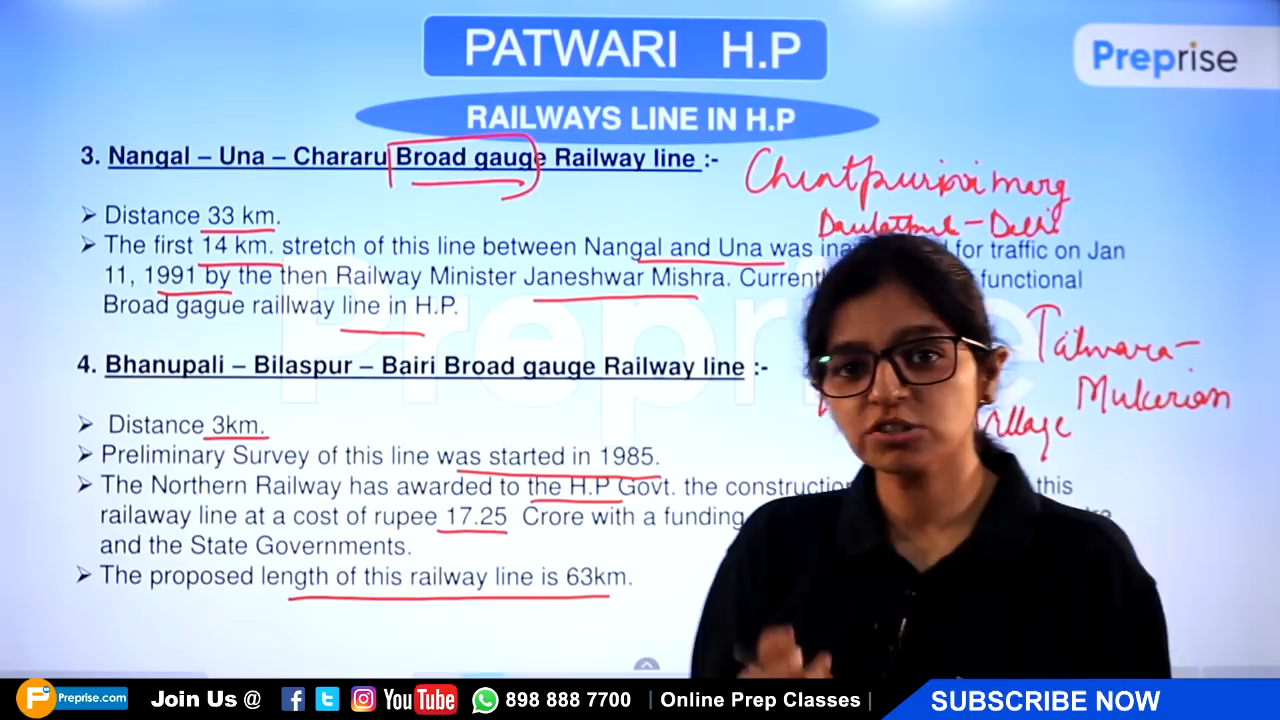 PATWARI H.P
Preprise
RAILWAYS LINE IN H.P
3. Nangal – Una – Chararu Broad gauge Railway line :-
Chintpurni marg
Daulatpur – Delhi
➢ Distance 33 km.
➢ The first 14 km. stretch of this line between Nangal and Una was for traffic on Jan
11, 1991 by the then Railway Minister Janeshwar Mishra. functional
Broad gague raillway line in H.P.
Talwara –
Mukerian
village
4. Bhanupali – Bilaspur – Bairi Broad gauge Railway line :-
➢ Distance 3km.
➢ Preliminary Survey of this line was started in 1985.
➢ The Northern Railway has awarded to the H.P Govt. the this
railaway line at a cost of rupee 17.25 Crore with a funding
and the State Governments.
➢ The proposed length of this railway line is 63km.
Preprise
P Preprise.com Join Us @ YouTube 898 888 7700 | Online Prep Classes | SUBSCRIBE NOW